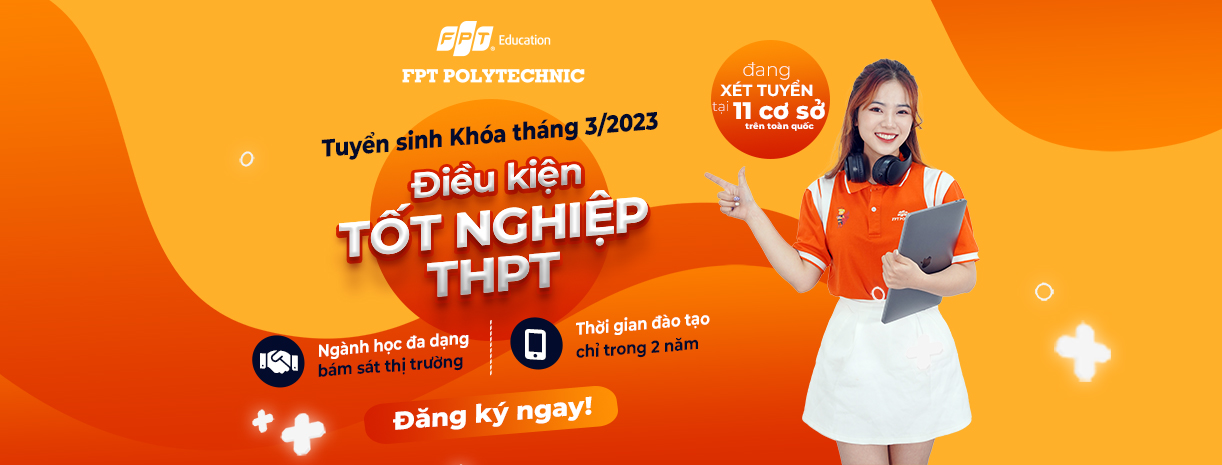 FPT Education
FPT POLYTECHNIC
Tuyển sinh Khóa tháng 3/2023
Điều kiện
TỐT NGHIỆP
THPT
Ngành học đa dạng
bám sát thị trường
Thời gian đào tạo
chỉ trong 2 năm
Đăng ký ngay!
đang
XÉT TUYỂN
tại 11 cơ sở
trên toàn quốc